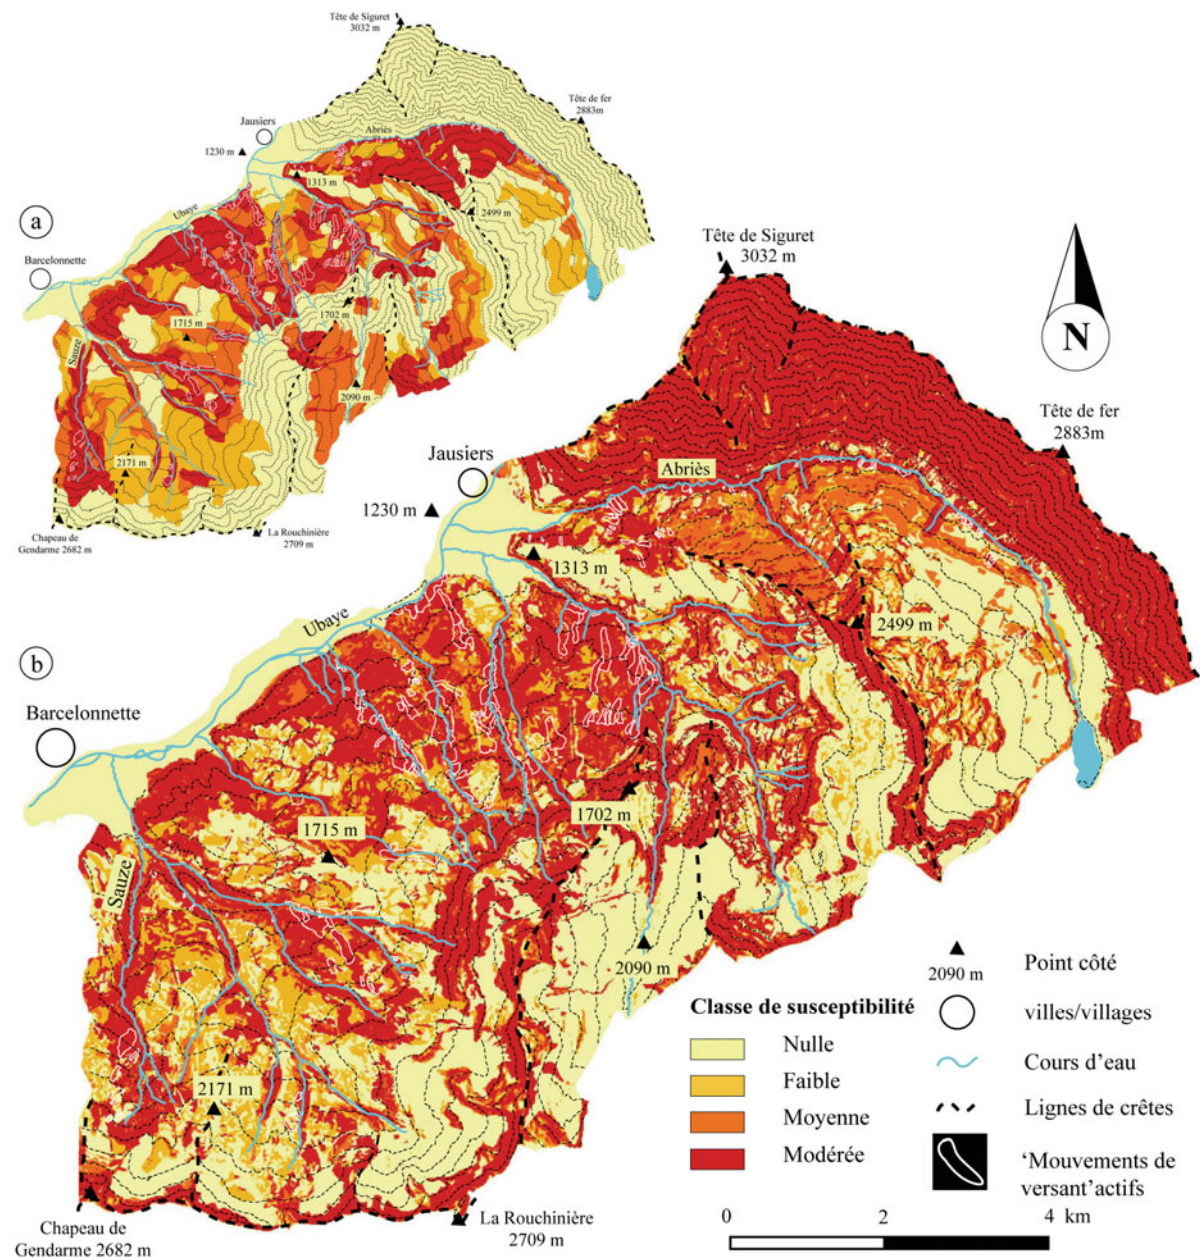 Tête de Siguret
3032 m
Tête de fer
2883m
Jausiers
Abriès
1230 m
1313 m
Ubaye
2499 m
a
Barcelonnette
1702 m
1715 m
Sauze
2090 m
2171 m
Chapeau de
Gendarme 2682 m
La Rouchinière
2709 m
Tête de Siguret
3032 m
N
Tête de fer
2883m
Jausiers
Abriès
1230 m
1313 m
Ubaye
2499 m
b
Barcelonnette
1702 m
1715 m
Sauze
2090 m
2171 m
Chapeau de
Gendarme 2682 m
La Rouchinière
2709 m
Classe de susceptibilité
Nulle
Faible
Moyenne
Modérée
2090 m
Point côté
villes/villages
Cours d'eau
Lignes de crêtes
'Mouvements de
versant'actifs
0 2 4 km